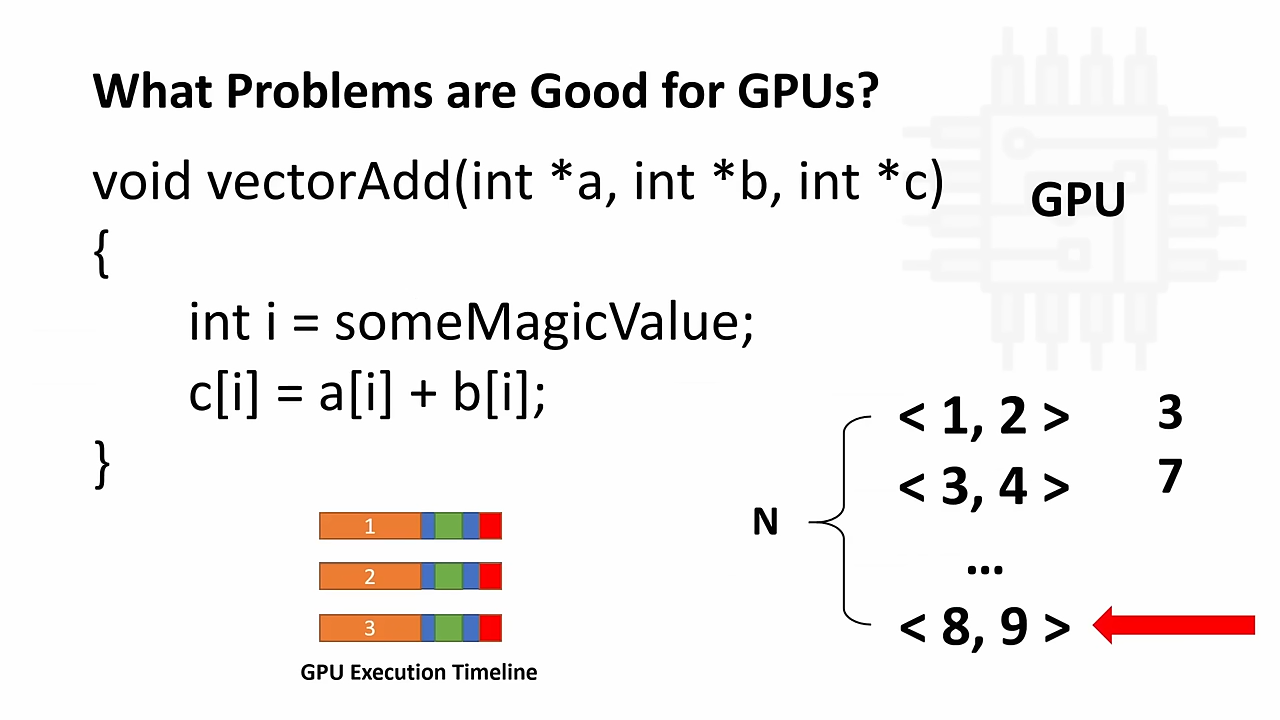 What Problems are Good for GPUs?
void vectorAdd(int *a, int *b, int *c)
GPU
{
int i = someMagicValue;
c[i] = a[i] + b[i];
}
< 1, 2 > 3
< 3, 4 > 7
N
...
< 8, 9 >
1
2
3
GPU Execution Timeline